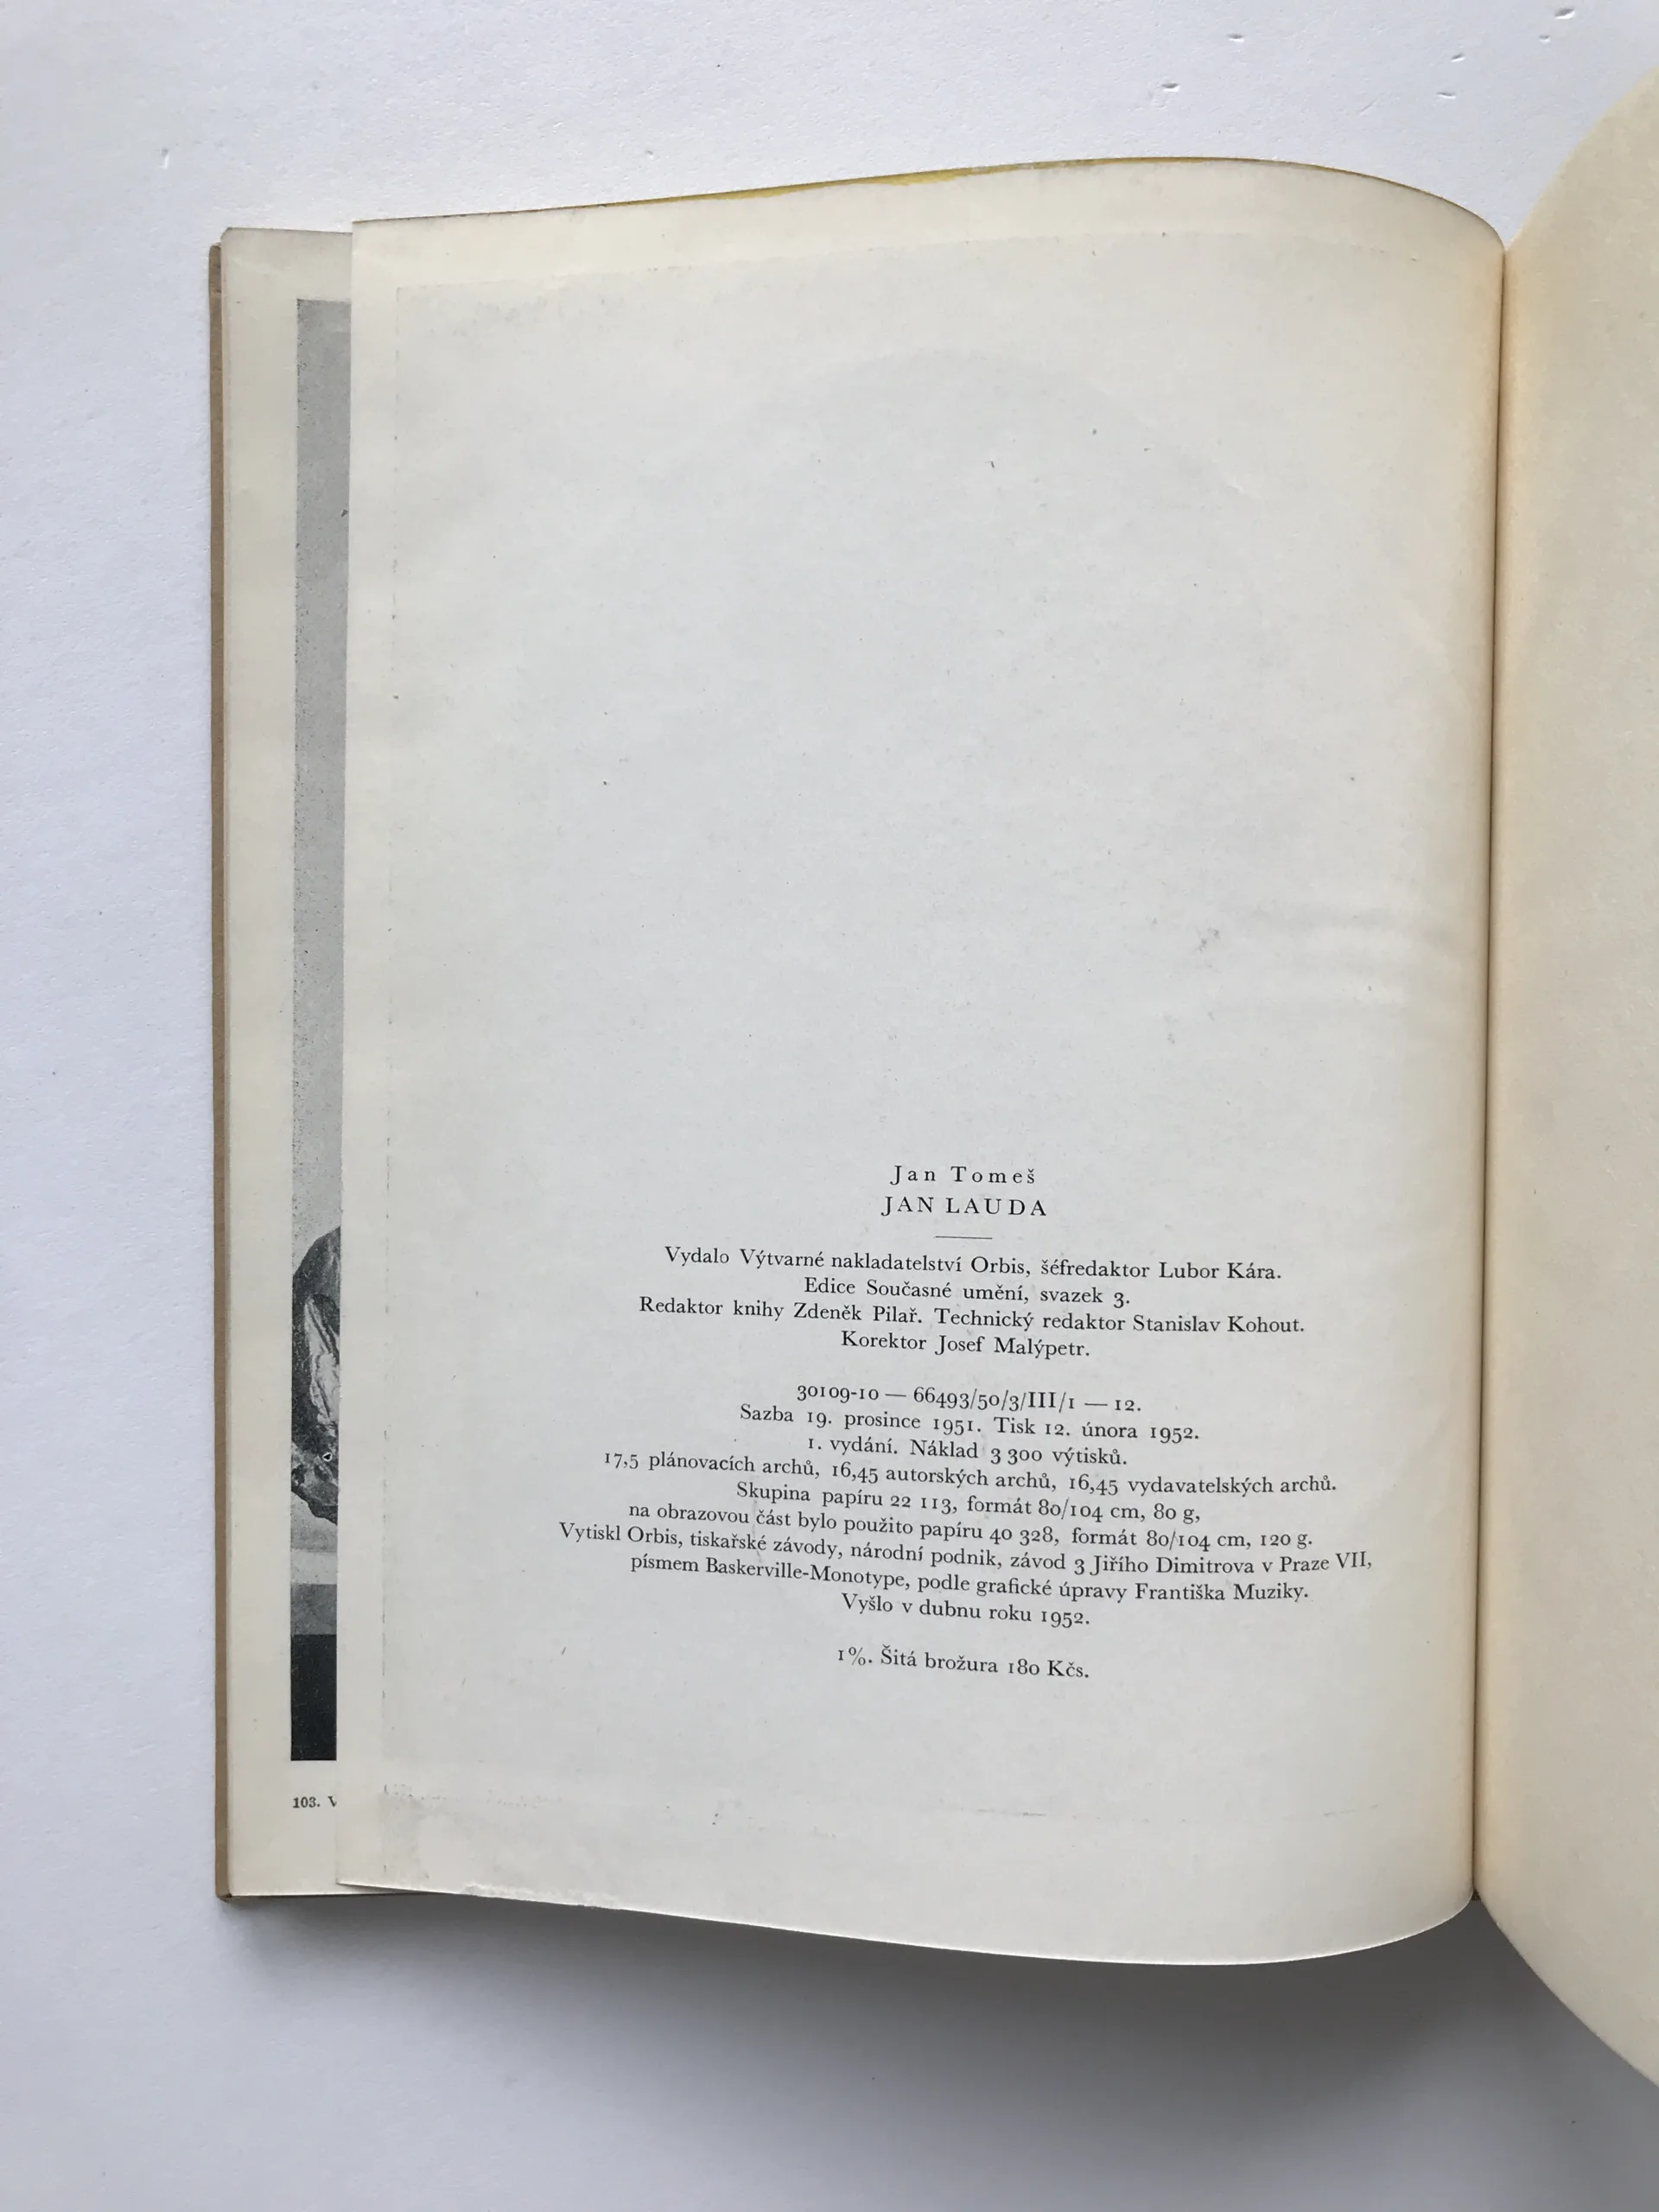 Jan Tomeš
JAN LAUDA
Vydalo Výtvarné nakladatelství Orbis, šéfredaktor Lubor Kára.
Edice Současné umění, svazek 3.
Redaktor knihy Zdeněk Pilař. Technický redaktor Stanislav Kohout.
Korektor Josef Malýpetr.
30109-10 — 66493/50/3/III/1 — 12.
Sazba 19. prosince 1951. Tisk 12. února 1952.
1. vydání. Náklad 3 300 výtisků.
17,5 plánovacích archů, 16,45 autorských archů, 16,45 vydavatelských archů.
Skupina papíru 22 113, formát 80/104 cm, 80 g,
na obrazovou část bylo použito papíru 40 328, formát 80/104 cm, 120 g.
Vytiskl Orbis, tiskařské závody, národní podnik, závod 3 Jiřího Dimitrova v Praze VII,
písmem Baskerville-Monotype, podle grafické úpravy Františka Muziky.
Vyšlo v dubnu roku 1952.
1%. Šitá brožura 180 Kčs.
103. V